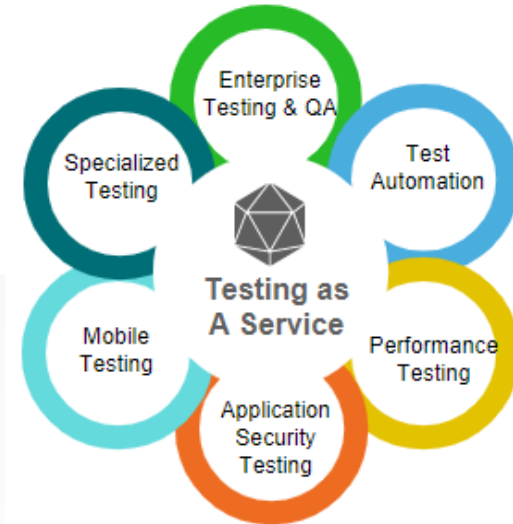 Enterprise
Testing & QA
Test
Automation
Performance
Testing
Application
Security
Testing
Mobile
Testing
Specialized
Testing
Testing as
A Service